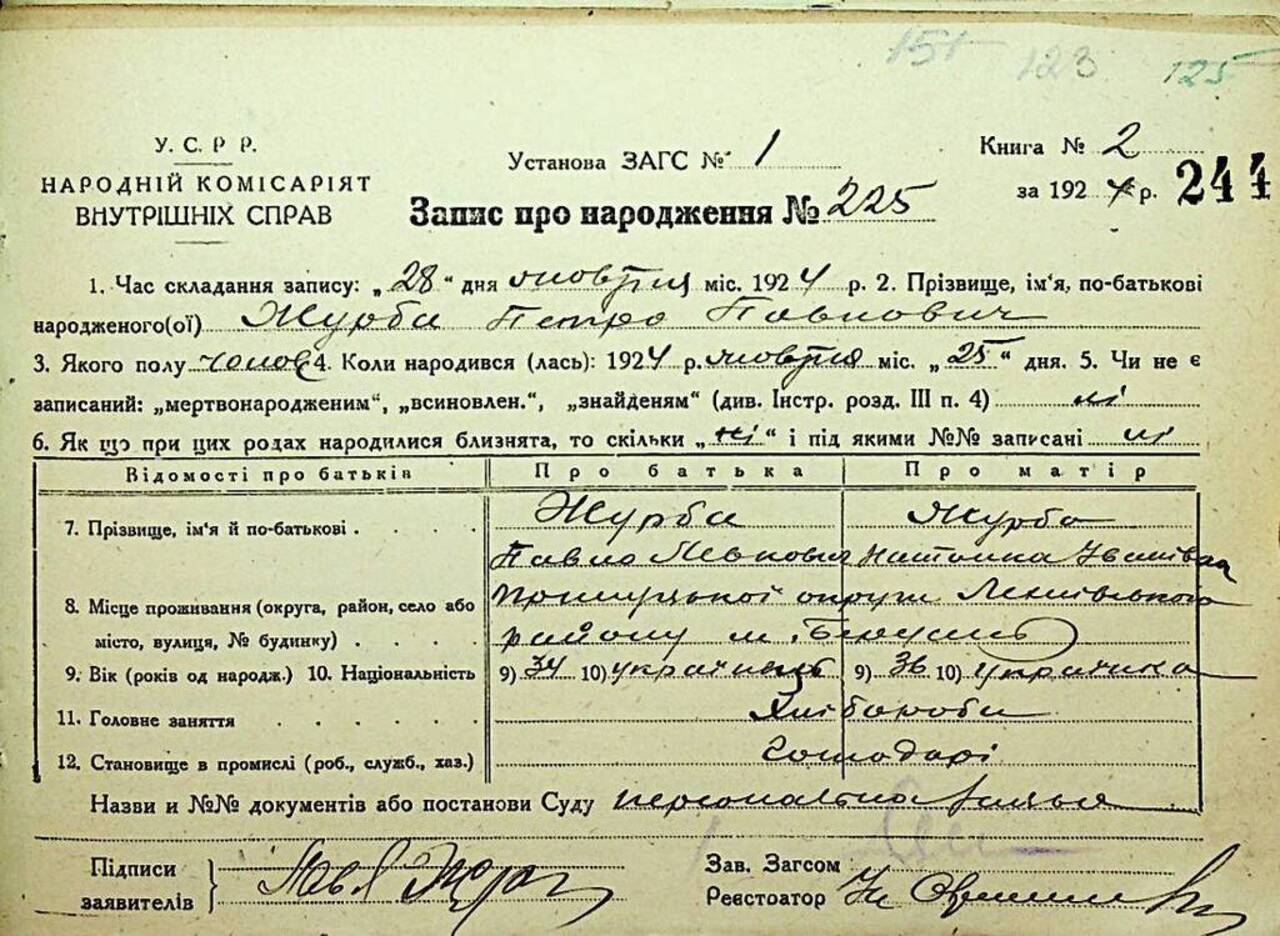 151 123 125
У. С. Р Р.
НАРОДНІЙ КОМІСАРІЯТ
ВНУТРІШНІХ СПРАВ
Установа ЗАГС № 1
Запис про народження № 225
Книга № 2
за 1924 р. 244
1. Час складання запису: „28“ дня жовтня міс. 1924 р. 2. Прізвище, ім'я, по-батькові
народженого(ої) Журба Петро Павлович
3. Якого полу чолов 4. Коли народився (лась): 1924 р. жовтня міс. „25“ дня. 5. Чи не є
записаний: „мертвонародженим“, „всиновлен.“, „знайденям“ (див. Інстр. розд. III п. 4) ні
6. Як що при цих родах народилися близнята, то скільки „ні“ і під якими №№ записані ні
Відомості про батьків Про батька Про матір
7. Прізвище, ім'я й по-батькові . . . . Журба Журба
Павло Левкович Іванівна
8. Місце проживання (округа, район, село або округи
місто, вулиця, № будинку) . . . . району м. Березань
9. Вік (років од народж.) 10. Національність 9) 34 10) українець 9) 36 10) українка
11. Головне заняття . . . . . . Хлібороби
12. Становище в промислі (роб., служб., хаз.) Господарі
Назви и №№ документів або постанови Суду персональна заява
Підписи
заявителів
Зав. Загсом
Реєстоатор